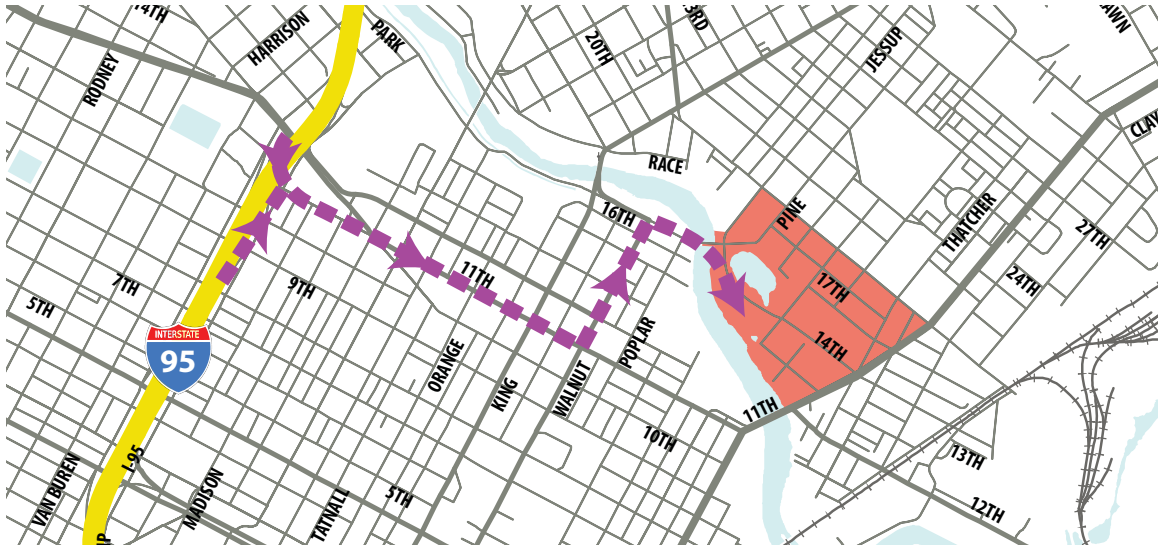 14TH
HARRISON
PARK
20TH
3RD
JESSUP
AWN
RODNEY
CLAY
RACE
16TH
PINE
THATCHER
27TH
24TH
17TH
14TH
11TH
9TH
7TH
5TH
INTERSTATE
95
ORANGE
KING
WALNUT
POPLAR
11TH
10TH
13TH
12TH
I-95
VAN BUREN
MADISON
TATNALL
5TH